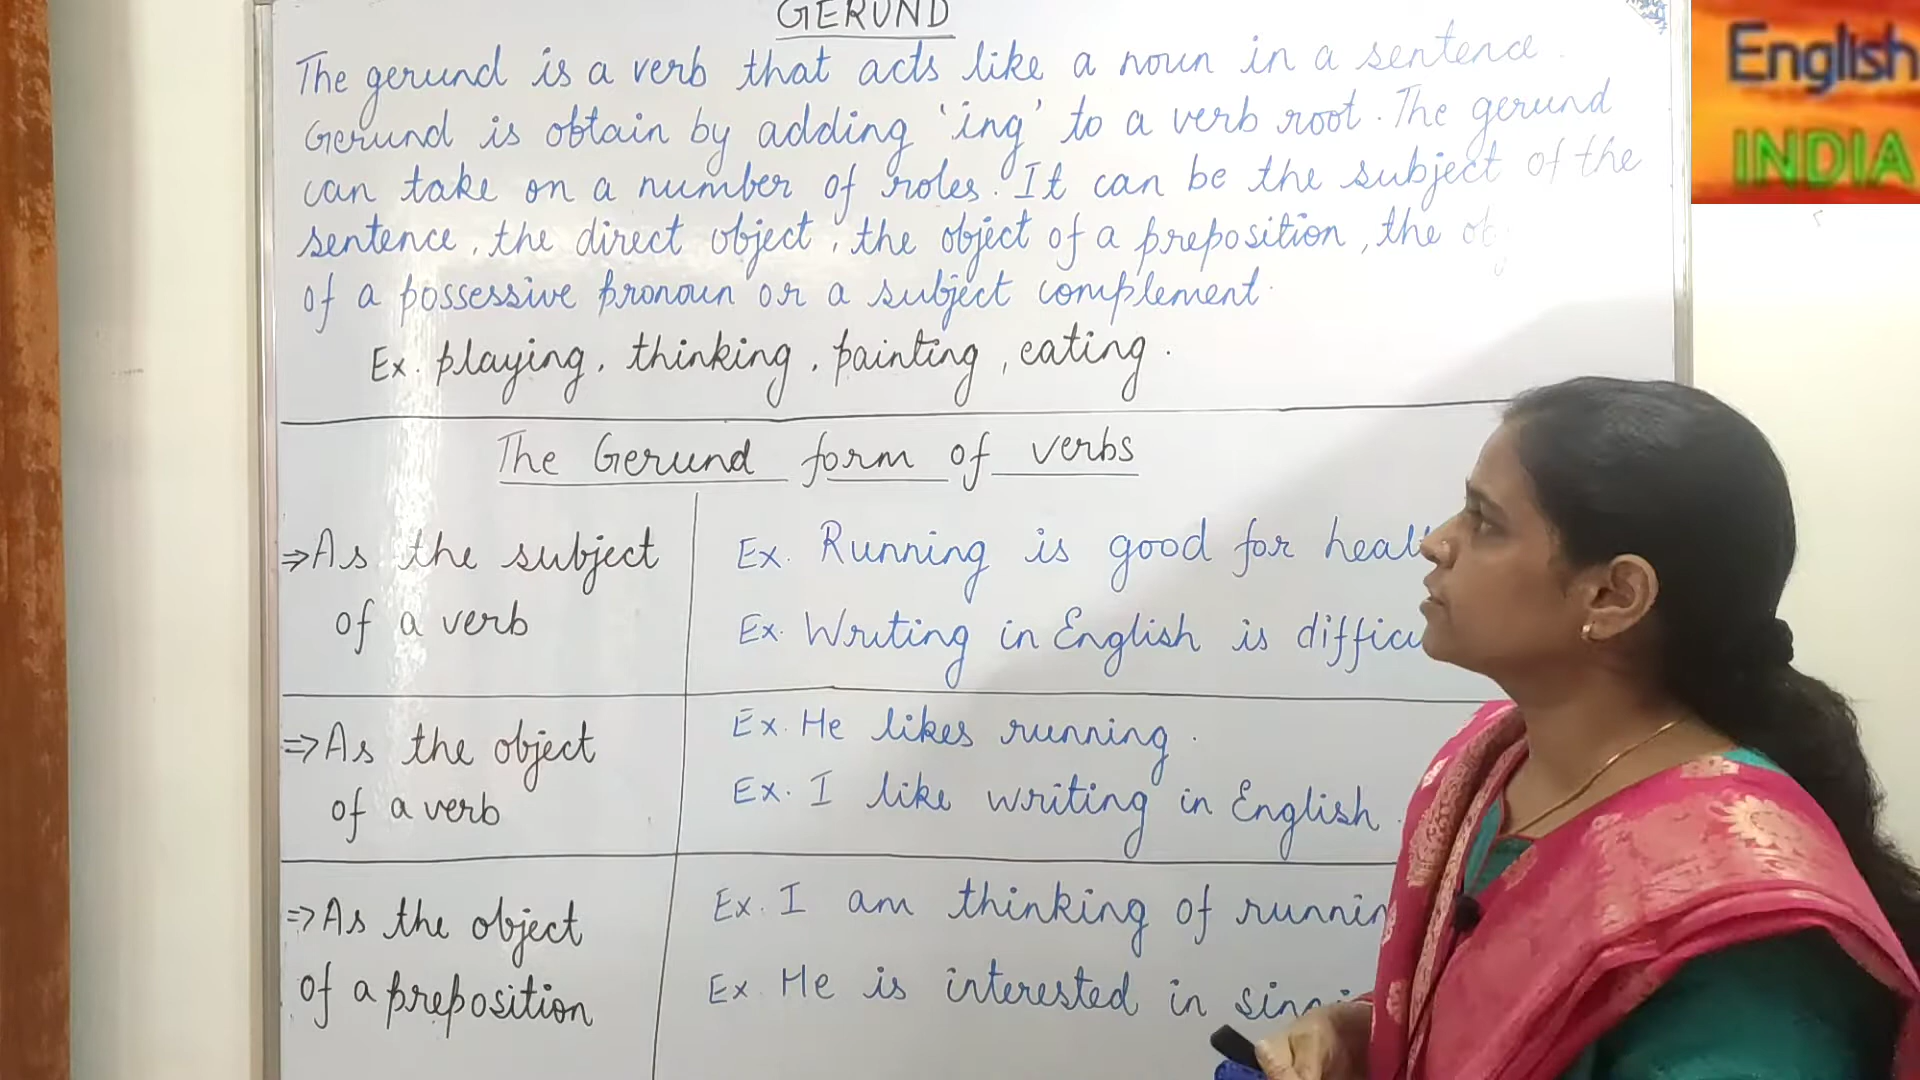 GERUND
The gerund is a verb that acts like a noun in a sentence.
Gerund is obtain by adding 'ing' to a verb root. The gerund
can take on a number of roles. It can be the subject of the
sentence, the direct object, the object of a preposition, the
of a possessive pronoun or a subject complement.
Ex. playing, thinking, painting, eating.
The Gerund form of verbs
⇒ As the subject
of a verb
Ex. Running is good for
Ex. Writing in English is
⇒ As the object
of a verb
Ex. He likes running.
Ex. I like writing in English.
⇒ As the object
of a preposition
Ex. I am thinking of
Ex. He is interested in
English
INDIA